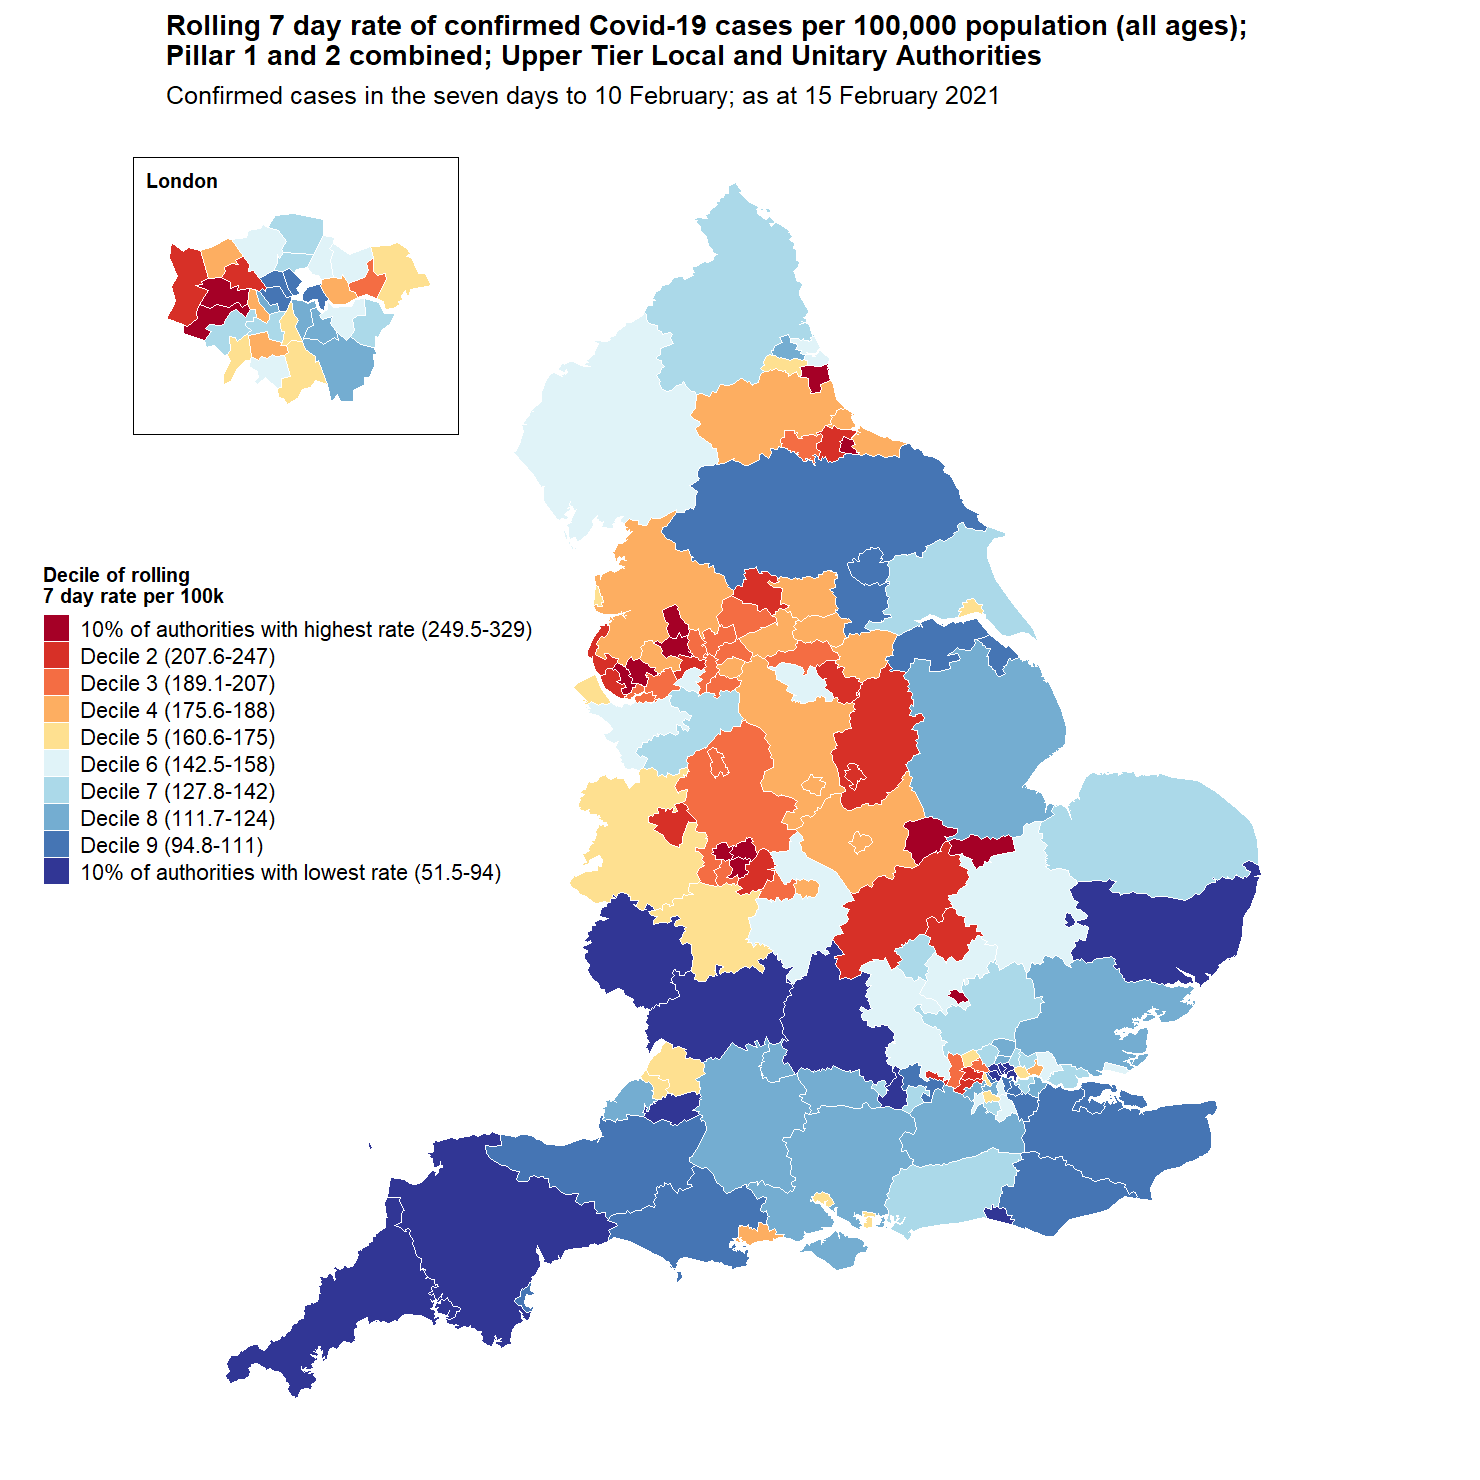 Rolling 7 day rate of confirmed Covid-19 cases per 100,000 population (all ages);
Pillar 1 and 2 combined; Upper Tier Local and Unitary Authorities
Confirmed cases in the seven days to 10 February; as at 15 February 2021
London
Decile of rolling
7 day rate per 100k
10% of authorities with highest rate (249.5-329)
Decile 2 (207.6-247)
Decile 3 (189.1-207)
Decile 4 (175.6-188)
Decile 5 (160.6-175)
Decile 6 (142.5-158)
Decile 7 (127.8-142)
Decile 8 (111.7-124)
Decile 9 (94.8-111)
10% of authorities with lowest rate (51.5-94)